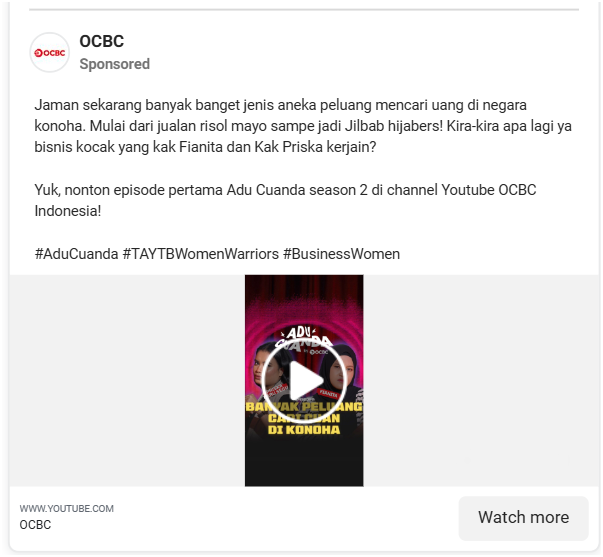 OCBC
OCBC
Sponsored
Jaman sekarang banyak banget jenis aneka peluang mencari uang di negara
konoha. Mulai dari jualan risol mayo sampe jadi Jilbab hijabers! Kira-kira apa lagi ya
bisnis kocak yang kak Fianita dan Kak Priska kerjain?
Yuk, nonton episode pertama Adu Cuanda season 2 di channel Youtube OCBC
Indonesia!
#AduCuanda #TAYTBWomenWarriors #BusinessWomen
ADU
CUANDA
by OCBC
FIANITA
BANYAK PELUANG
CARI CUAN
DI KONOHA
WWW.YOUTUBE.COM
OCBC
Watch more